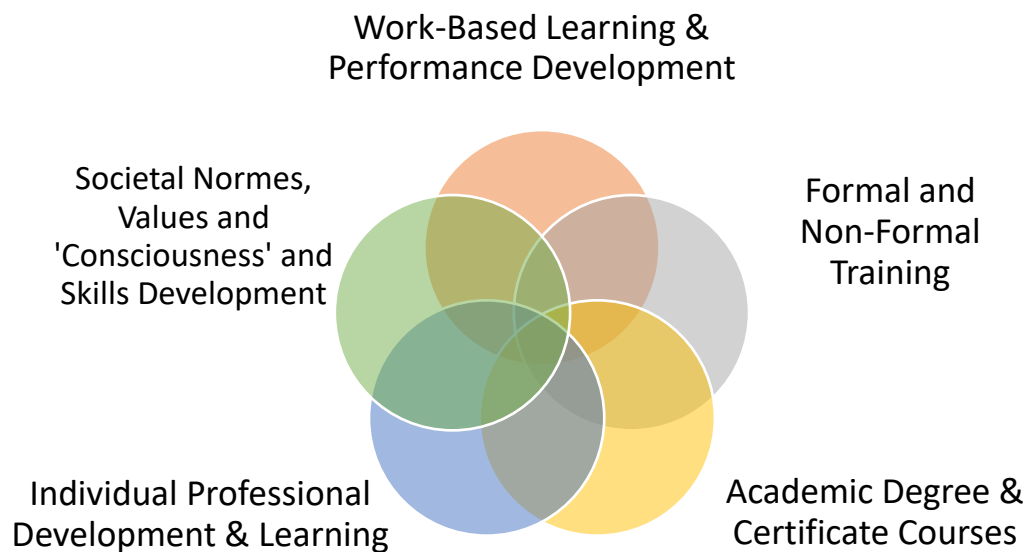 Work-Based Learning &
Performance Development
Societal Normes,
Values and
'Consciousness' and
Skills Development
Formal and
Non-Formal
Training
Individual Professional
Development & Learning
Academic Degree &
Certificate Courses